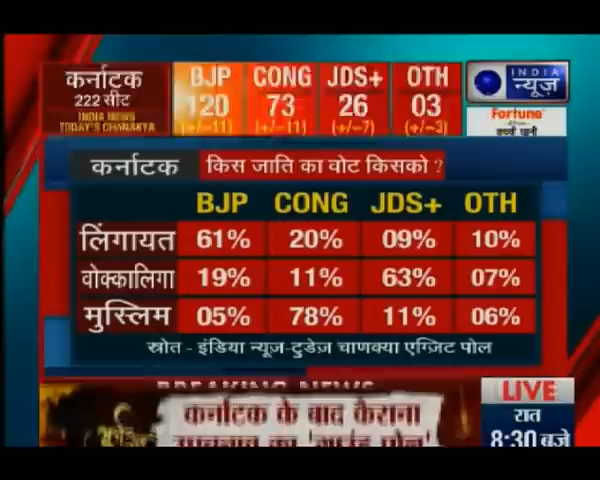 कर्नाटक
222 सीट
INDIA NEWS
TODAY'S CHANAKYA
BJP CONG JDS+ OTH
120 73 26 03
(+/-11) (+/-11) (+/-7) (+/-3)
INDIA
न्यूज़
Fortune
कर्नाटक किस जाति का वोट किसको ?
BJP CONG JDS+ OTH
लिंगायत 61% 20% 09% 10%
वोक्कालिगा 19% 11% 63% 07%
मुस्लिम 05% 78% 11% 06%
स्रोत - इंडिया न्यूज़-टुडेज़ चाणक्या एग्ज़िट पोल
BREAKING NEWS
कर्नाटक के बाद कैराना
LIVE
रात
8:30 बजे